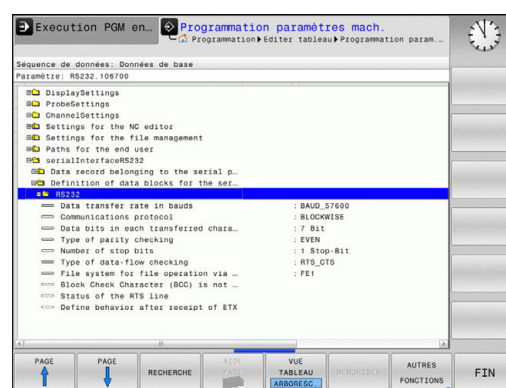 Execution PGM en…
Programmation paramètres mach.
Programmation Editer tableau Programmation param.…
Séquence de données: Données de base
Paramètre: RS232.106700
DisplaySettings
ProbeSettings
ChannelSettings
Settings for the NC editor
Settings for the file management
Paths for the end user
serialInterfaceRS232
Data record belonging to the serial p…
Definition of data blocks for the ser…
RS232
Data transfer rate in bauds : BAUD_57600
Communications protocol : BLOCKWISE
Data bits in each transferred chara… : 7 Bit
Type of parity checking : EVEN
Number of stop bits : 1 Stop-Bit
Type of data-flow checking : RTS_CTS
File system for file operation via … : FE1
Block Check Character (BCC) is not …
Status of the RTS line
Define behavior after receipt of ETX
PAGE
PAGE
RECHERCHE
AIDE
PAGE
VUE
TABLEAU
ARBORESC.
MEMORISER
AUTRES
FONCTIONS
FIN